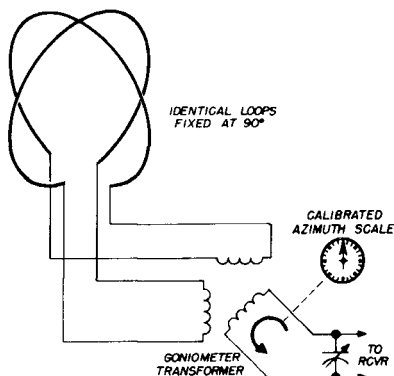 IDENTICAL LOOPS
FIXED AT 90°
CALIBRATED
AZIMUTH SCALE
GONIOMETER
TRANSFORMER
TO
RCVR